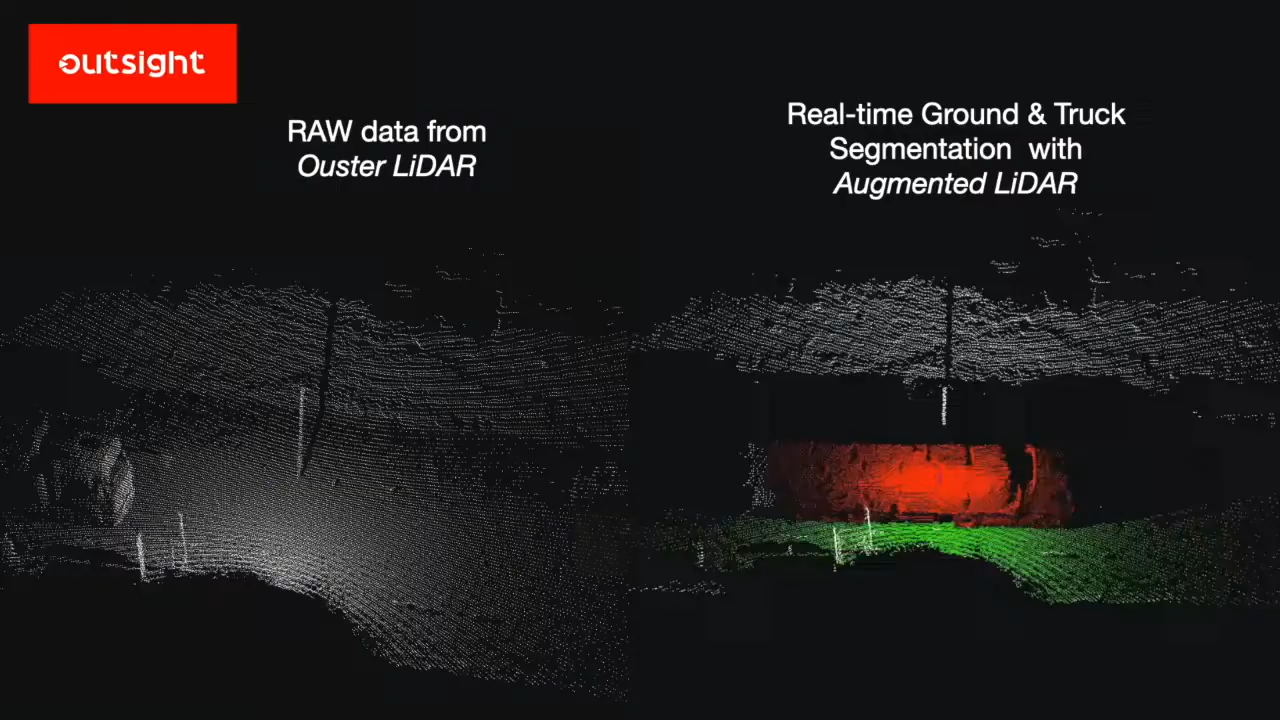 outsight
RAW data from
Ouster LiDAR
Real-time Ground & Truck
Segmentation with
Augmented LiDAR